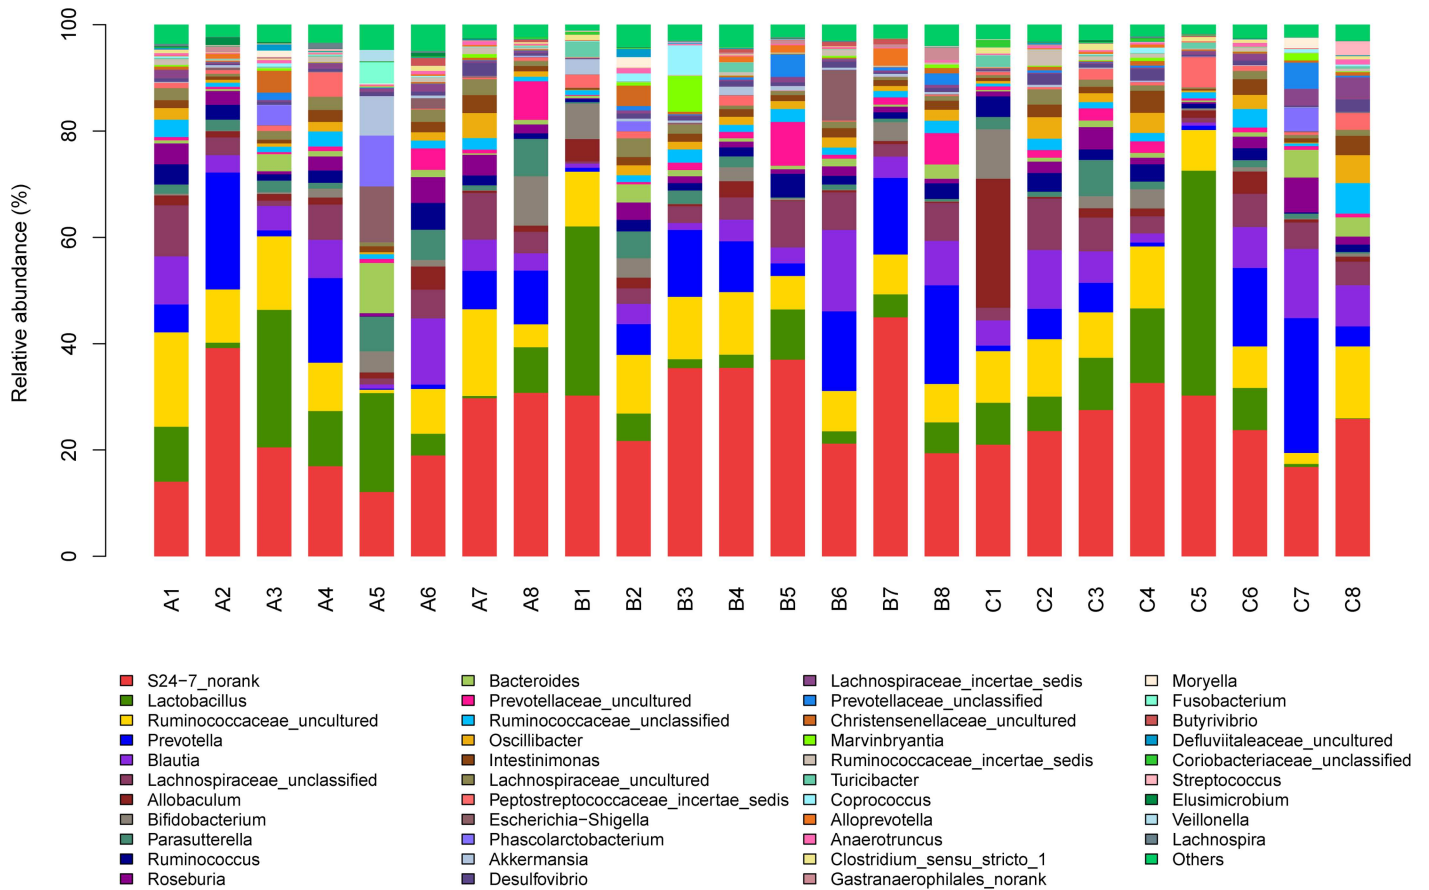 Relative abundance (%)
100
80
60
40
20
0
A1 A2 A3 A4 A5 A6 A7 A8 B1 B2 B3 B4 B5 B6 B7 B8 C1 C2 C3 C4 C5 C6 C7 C8
S24−7_norank
Lactobacillus
Ruminococcaceae_uncultured
Prevotella
Blautia
Lachnospiraceae_unclassified
Allobaculum
Bifidobacterium
Parasutterella
Ruminococcus
Roseburia
Bacteroides
Prevotellaceae_uncultured
Ruminococcaceae_unclassified
Oscillibacter
Intestinimonas
Lachnospiraceae_uncultured
Peptostreptococcaceae_incertae_sedis
Escherichia−Shigella
Phascolarctobacterium
Akkermansia
Desulfovibrio
Lachnospiraceae_incertae_sedis
Prevotellaceae_unclassified
Christensenellaceae_uncultured
Marvinbryantia
Ruminococcaceae_incertae_sedis
Turicibacter
Coprococcus
Alloprevotella
Anaerotruncus
Clostridium_sensu_stricto_1
Gastranaerophilales_norank
Moryella
Fusobacterium
Butyrivibrio
Defluviitaleaceae_uncultured
Coriobacteriaceae_unclassified
Streptococcus
Elusimicrobium
Veillonella
Lachnospira
Others